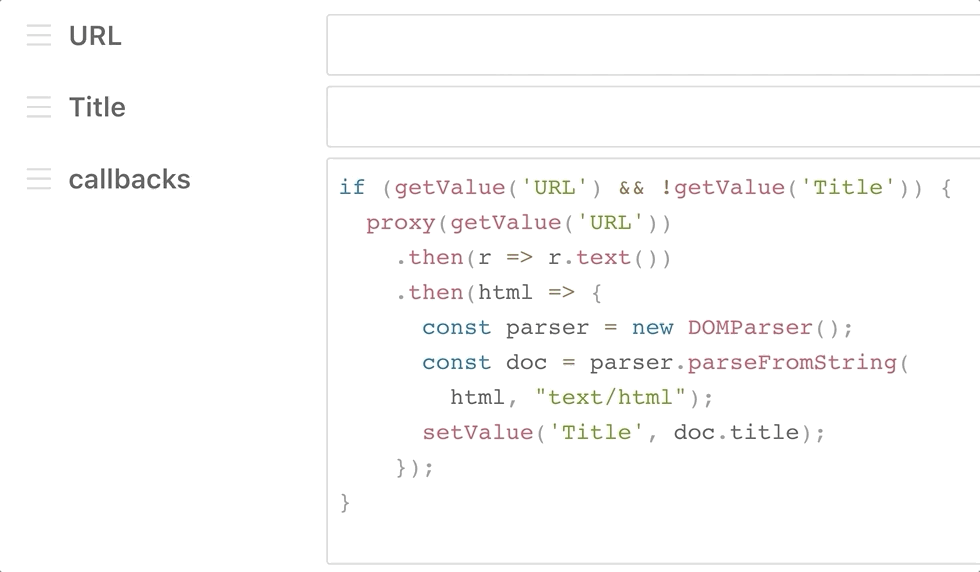 URL
Title
callbacks
if (getValue('URL') && !getValue('Title')) {
  proxy(getValue('URL'))
    .then(r => r.text())
    .then(html => {
      const parser = new DOMParser();
      const doc = parser.parseFromString(
        html, "text/html");
      setValue('Title', doc.title);
    });
}